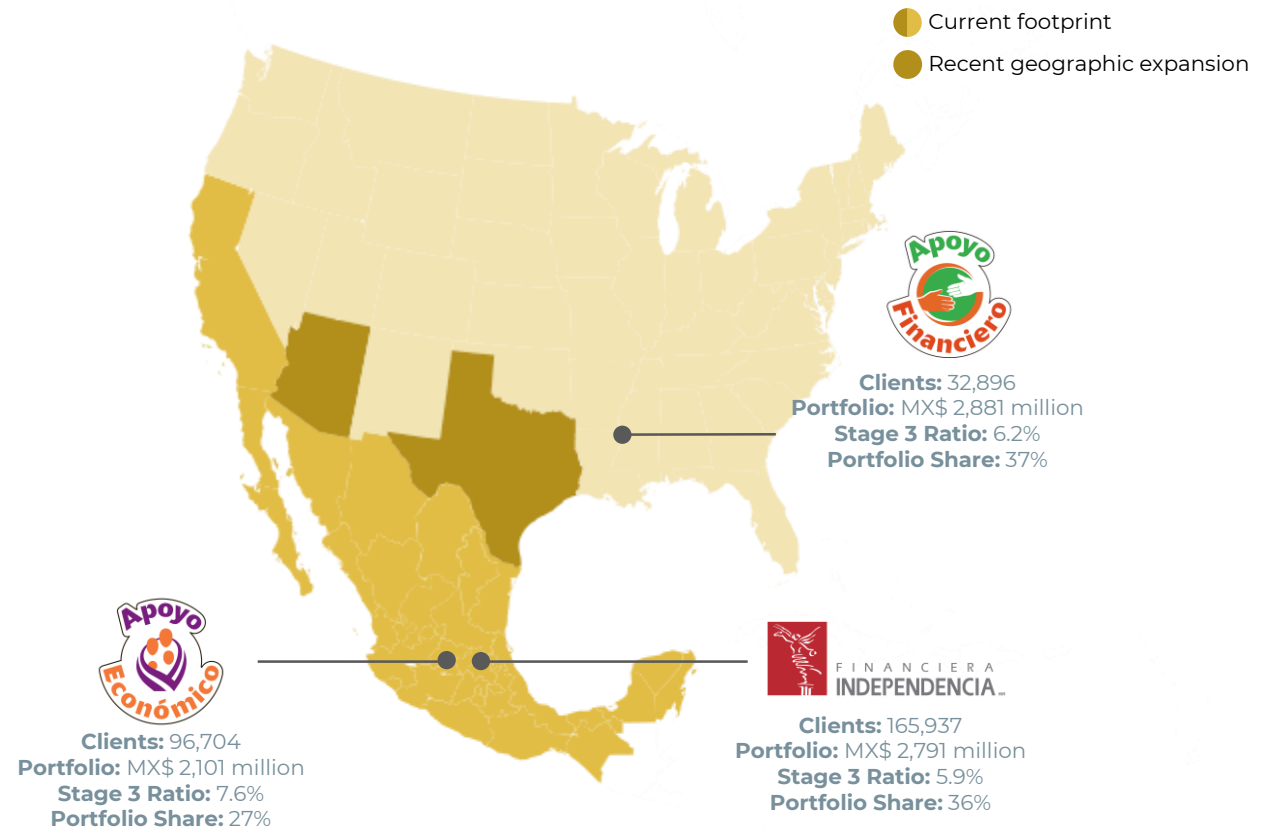 Current footprint
Recent geographic expansion
Apoyo
Financiero
Clients: 32,896
Portfolio: MX$ 2,881 million
Stage 3 Ratio: 6.2%
Portfolio Share: 37%
Apoyo
Económico
Clients: 96,704
Portfolio: MX$ 2,101 million
Stage 3 Ratio: 7.6%
Portfolio Share: 27%
FINANCIERA
INDEPENDENCIA
Clients: 165,937
Portfolio: MX$ 2,791 million
Stage 3 Ratio: 5.9%
Portfolio Share: 36%